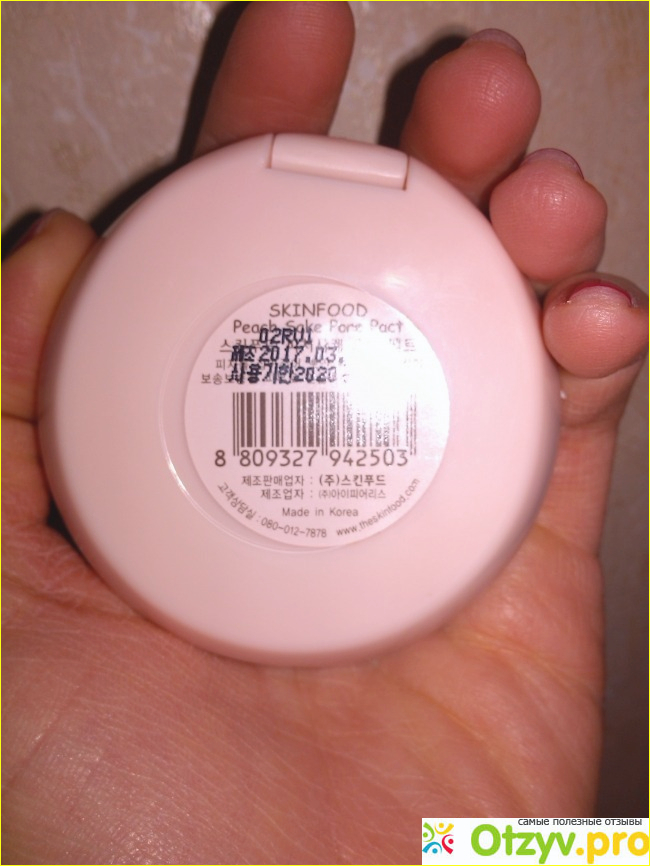 SKINFOOD
Peach Sake Pore Pact
02RU1
제조2017.03.
사용기한2020
8 809327 942503
제조판매업자 : (주)스킨푸드
제조업자 : ㈜아이피어리스
Made in Korea
고객상담실 : 080-012-7878 www.theskinfood.com
самые полезные отзывы
Otzyv.pro